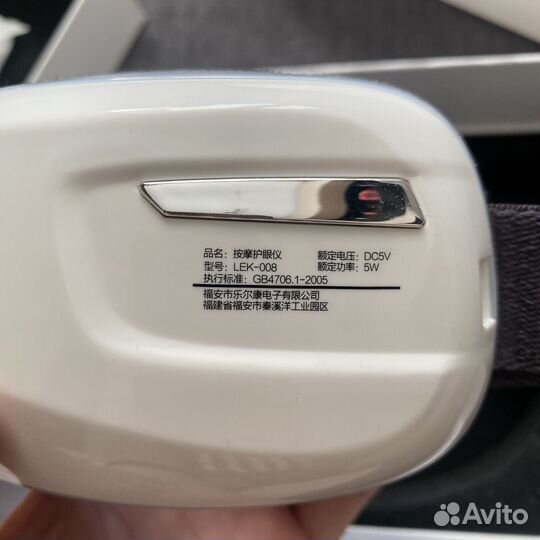 品名： 按摩护眼仪 额定电压： DC5V
型号： LEK-008 额定功率： 5W
执行标准： GB4706.1-2005
福安市乐尔康电子有限公司
福建省福安市秦溪洋工业园区
Avito